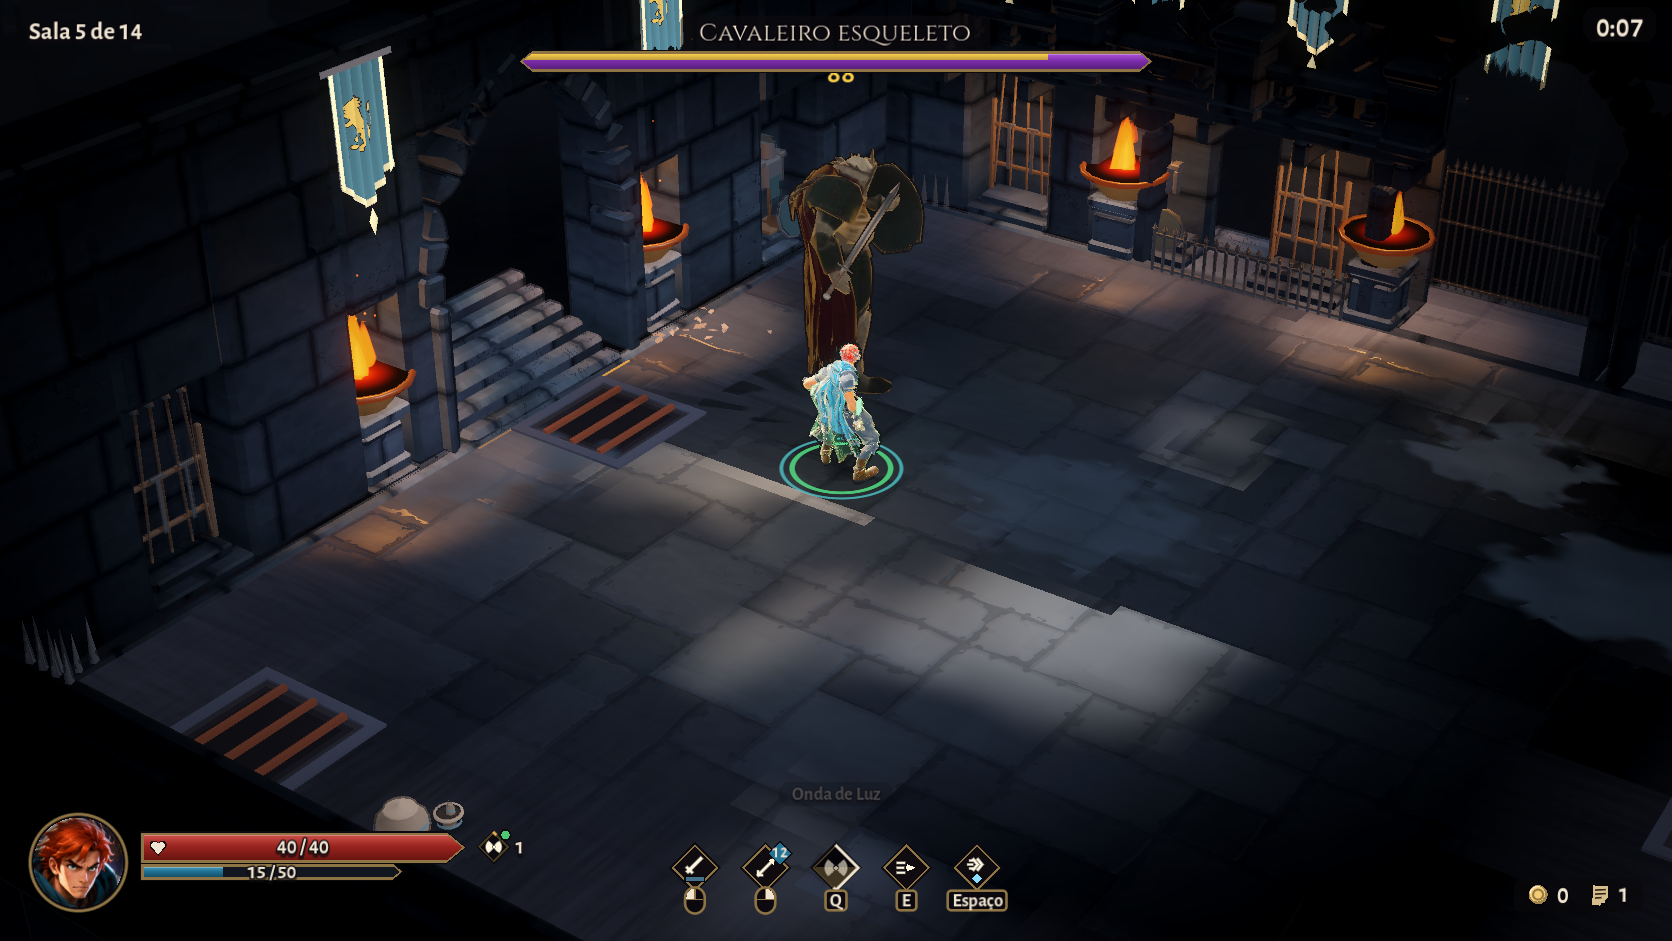 Sala 5 de 14
Cavaleiro esqueleto
0:07
88
Onda de Luz
40/40
15/50
1
12
Q
E
Espaço
0
1